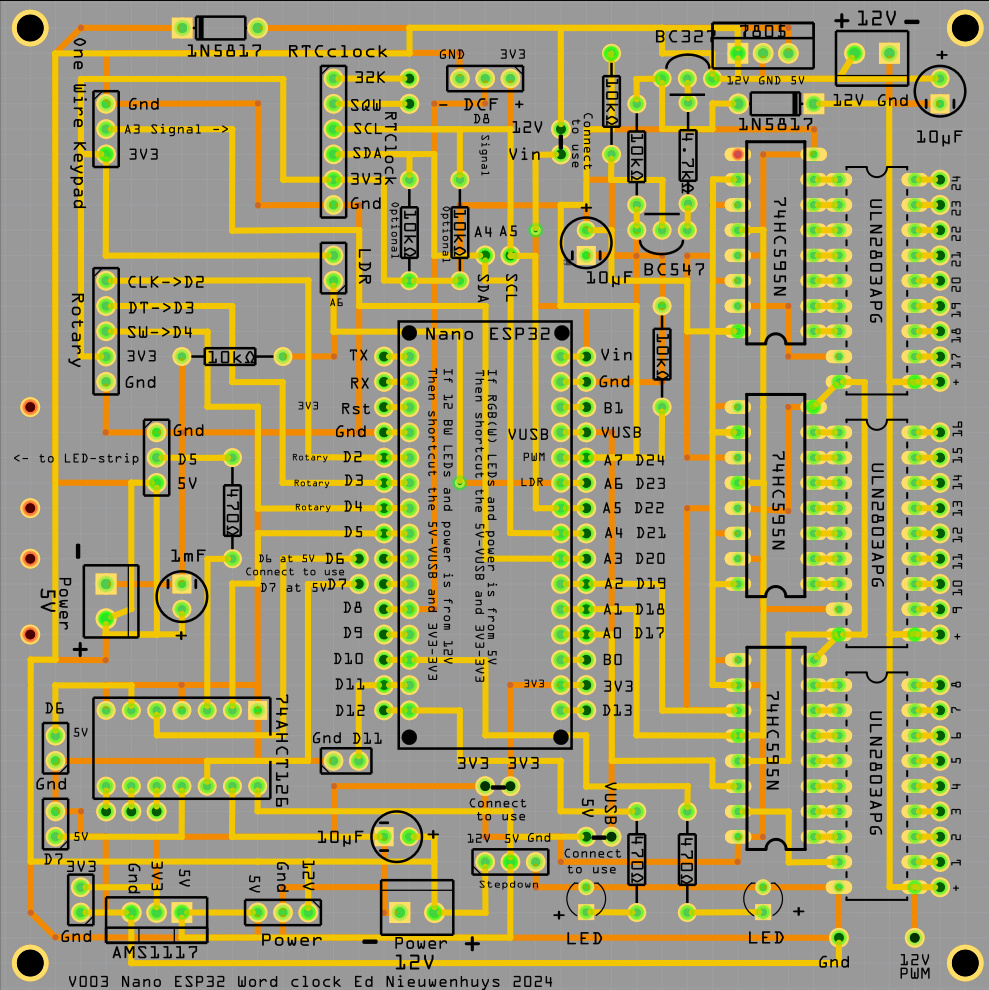 1N5817
RTCclock
GND
3V3
BC327
7805
+ 12V -
One Wire Keypad
32K
SQW
SCL
SDA
3V3
Gnd
RTClock
- DCF +
D8
Signal
12V
Vin
Connect
to use
10kΩ
10kΩ
4.7kΩ
12V GND 5V
1N5817
12V Gnd
+
10µF
Gnd
A3 Signal ->
3V3
Optional
10kΩ
Optional
10kΩ
A4 A5
SDA
SCL
+
10µF
BC547
74HC595N
ULN2803APG
24
23
22
21
20
19
18
17
+
LDR
A6
Rotary
CLK->D2
DT->D3
SW->D4
3V3
Gnd
10kΩ
Nano ESP32
10kΩ
TX
RX
Rst
Gnd
D2
D3
D4
D5
D6
D7
D8
D9
D10
D11
D12
3V3
Rotary
Rotary
Rotary
If 12 BW LEDs and power is from 12V
Then shortcut the 5V-VUSB and 3V3-3V3
If RGB(W) LEDs and power is from 5V
Then shortcut the 5V-VUSB and 3V3-3V3
Vin
Gnd
B1
VUSB
VUSB
PWM
A7 D24
LDR
A6 D23
A5 D22
A4 D21
A3 D20
A2 D19
A1 D18
A0 D17
B0
3V3
3V3
D13
74HC595N
ULN2803APG
16
15
14
13
12
11
10
9
+
Gnd
<- to LED-strip
D5
5V
470Ω
1mF
+
D6 at 5V
Connect to use
D7 at 5V
-
Power
5V
+
74HC595N
ULN2803APG
8
7
6
5
4
3
2
1
+
D6
5V
Gnd
74AHCT126
Gnd D11
3V3 3V3
Connect
to use
5V
VUSB
Connect
to use
5V
D7
10µF
-
+
12V 5V Gnd
Stepdown
470Ω
470Ω
3V3
Gnd
Gnd
3V3
5V
AMS1117
5V
Gnd
12V
Power
- Power +
12V
+
LED
+
LED
Gnd
12V
PWM
V003 Nano ESP32 Word clock Ed Nieuwenhuys 2024